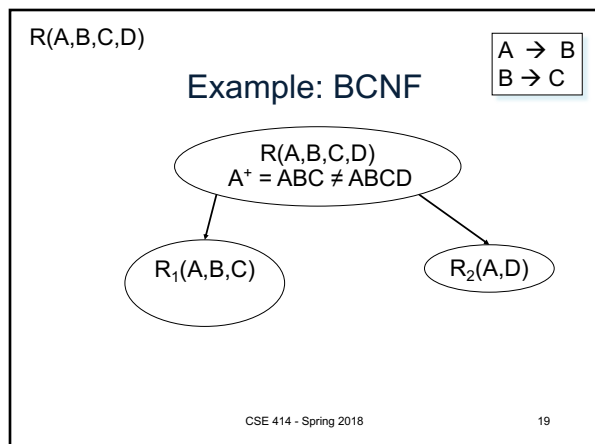 R(A,B,C,D)
A → B
B → C
Example: BCNF
R(A,B,C,D)
A⁺ = ABC ≠ ABCD
R₁(A,B,C)
R₂(A,D)
CSE 414 - Spring 2018
19